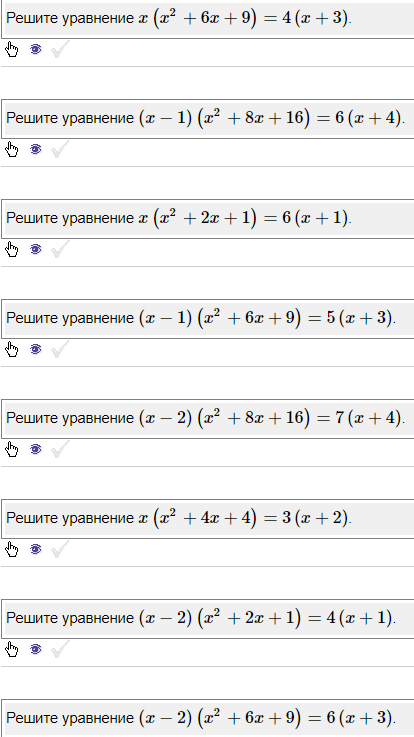 Решите уравнение x (x² + 6x + 9) = 4 (x + 3).
Решите уравнение (x − 1) (x² + 8x + 16) = 6 (x + 4).
Решите уравнение x (x² + 2x + 1) = 6 (x + 1).
Решите уравнение (x − 1) (x² + 6x + 9) = 5 (x + 3).
Решите уравнение (x − 2) (x² + 8x + 16) = 7 (x + 4).
Решите уравнение x (x² + 4x + 4) = 3 (x + 2).
Решите уравнение (x − 2) (x² + 2x + 1) = 4 (x + 1).
Решите уравнение (x − 2) (x² + 6x + 9) = 6 (x + 3).